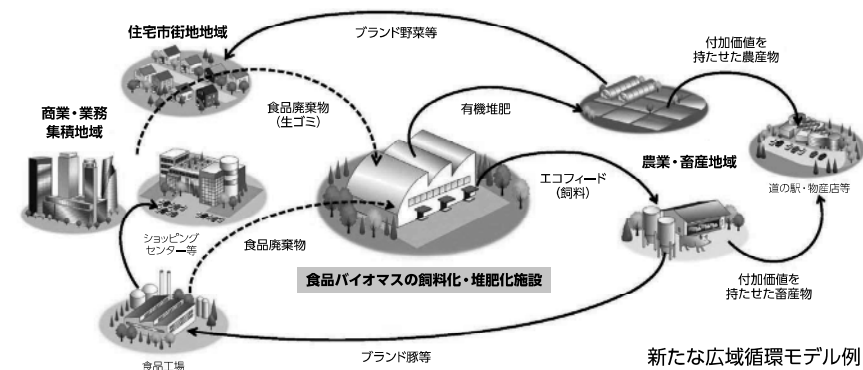 住宅市街地地域
ブランド野菜等
付加価値を
持たせた農産物
食品廃棄物
(生ゴミ)
有機堆肥
商業・業務
集積地域
農業・畜産地域
エコフィード
(飼料)
道の駅・物産店等
ショッピング
センター等
食品廃棄物
食品バイオマスの飼料化・堆肥化施設
付加価値を
持たせた畜産物
ブランド豚等
食品工場
新たな広域循環モデル例